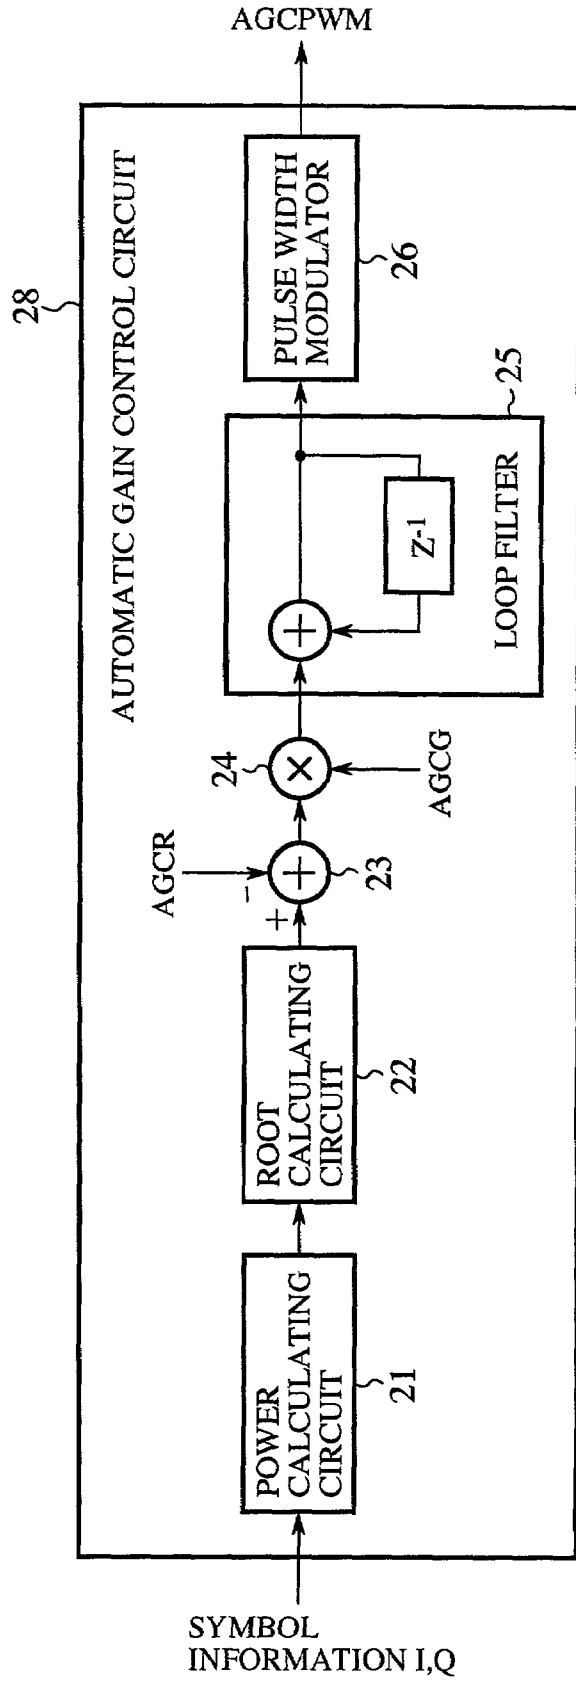 28
AUTOMATIC GAIN CONTROL CIRCUIT
SYMBOL
INFORMATION I,Q
POWER
CALCULATING
CIRCUIT
21
ROOT
CALCULATING
CIRCUIT
22
AGCR
-
+
+
23
24
×
AGCG
+
Z-1
LOOP FILTER
25
PULSE WIDTH
MODULATOR
26
AGCPWM